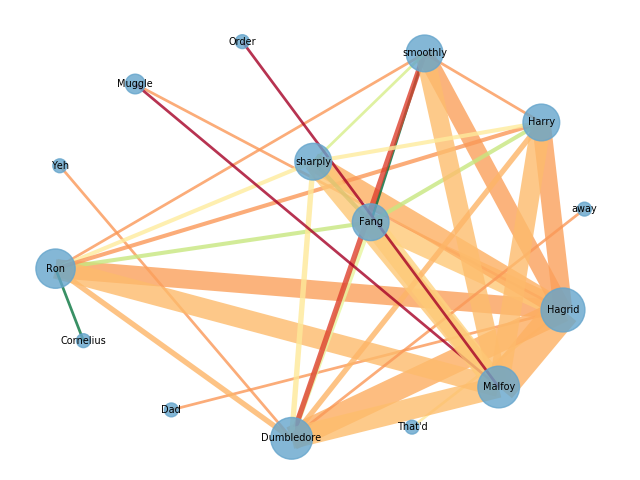 Order
smoothly
Muggle
Harry
sharply
Yeh
away
Fang
Ron
Hagrid
Cornelius
Malfoy
Dad
That'd
Dumbledore